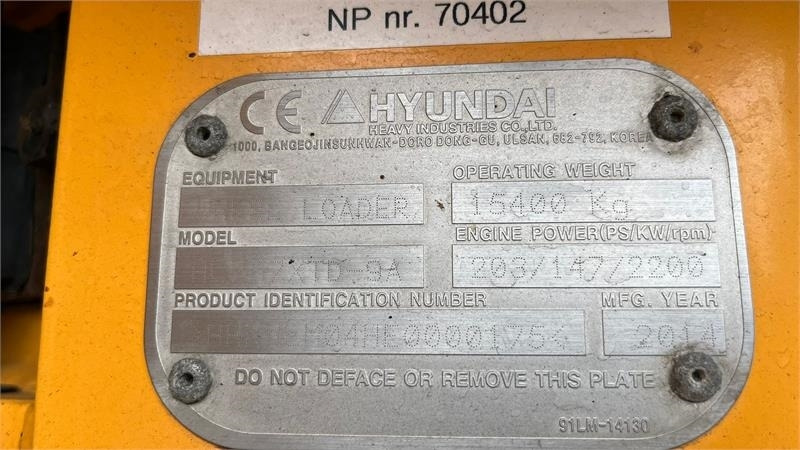 NP nr. 70402
CE HYUNDAI
HEAVY INDUSTRIES CO., LTD.
1000, BANGEOJINSUNHWAN-DORO DONG-GU, ULSAN, 682-792, KOREA
EQUIPMENT
LOADER
OPERATING WEIGHT
15400 Kg
MODEL
ENGINE POWER(PS/KW/rpm)
203/147/2200
PRODUCT IDENTIFICATION NUMBER
MFG. YEAR
2014
DO NOT DEFACE OR REMOVE THIS PLATE
91LM-14130